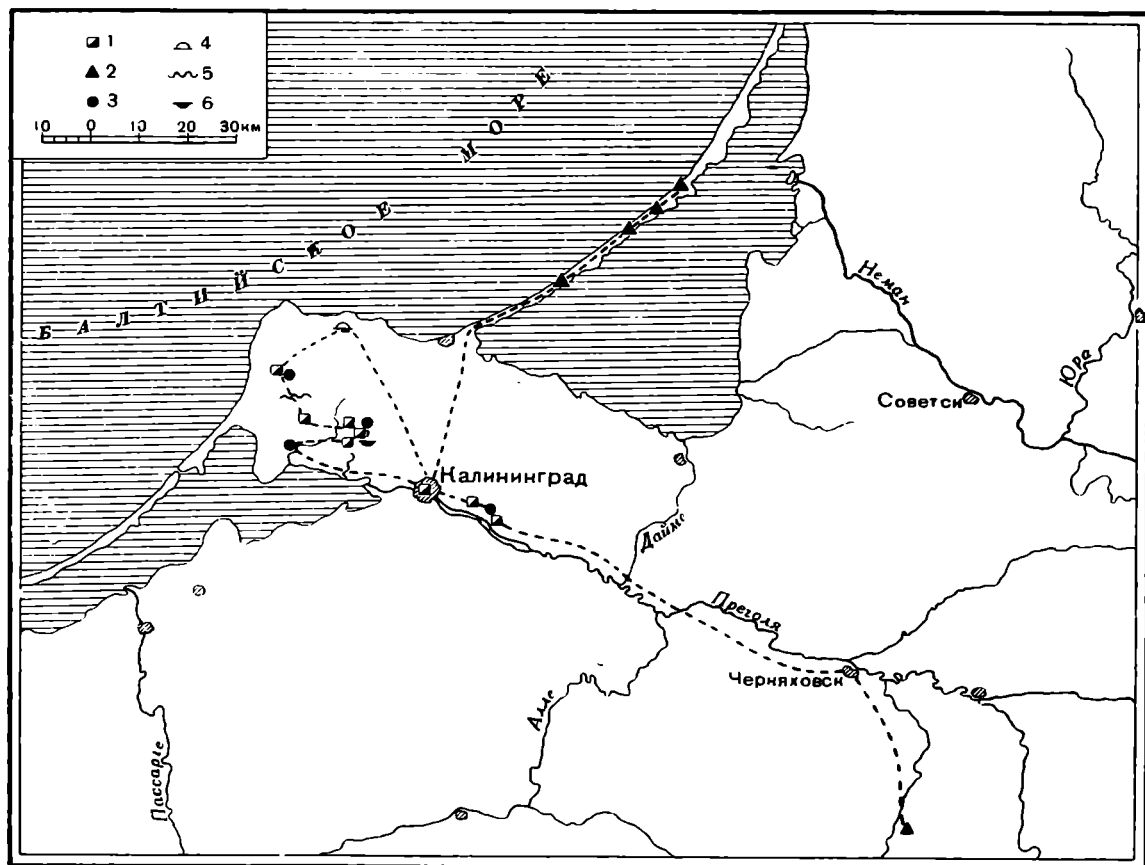 1 4
2 5
3 6
10 0 10 20 30км
БАЛТИЙСКОЕ МОРЕ
Неман
Юра
Советск
Калининград
Дайме
Преголя
Черняховск
Алле
Пассарге